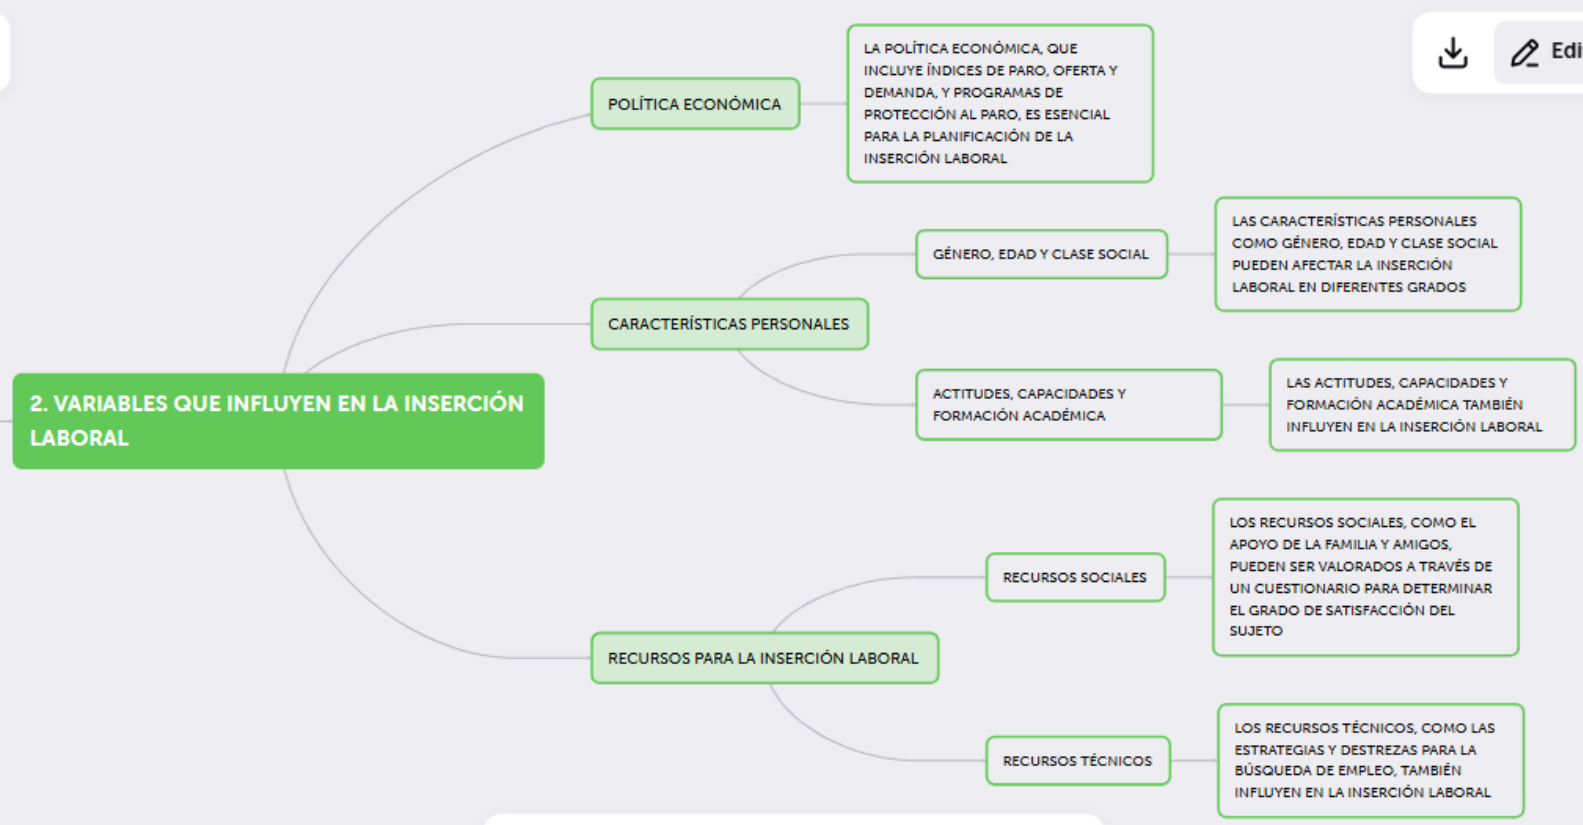 LA POLÍTICA ECONÓMICA, QUE
INCLUYE ÍNDICES DE PARO, OFERTA Y
DEMANDA, Y PROGRAMAS DE
PROTECCIÓN AL PARO, ES ESENCIAL
PARA LA PLANIFICACIÓN DE LA
INSERCIÓN LABORAL
POLÍTICA ECONÓMICA
LAS CARACTERÍSTICAS PERSONALES
COMO GÉNERO, EDAD Y CLASE SOCIAL
PUEDEN AFECTAR LA INSERCIÓN
LABORAL EN DIFERENTES GRADOS
GÉNERO, EDAD Y CLASE SOCIAL
CARACTERÍSTICAS PERSONALES
ACTITUDES, CAPACIDADES Y
FORMACIÓN ACADÉMICA
LAS ACTITUDES, CAPACIDADES Y
FORMACIÓN ACADÉMICA TAMBIÉN
INFLUYEN EN LA INSERCIÓN LABORAL
2. VARIABLES QUE INFLUYEN EN LA INSERCIÓN
LABORAL
LOS RECURSOS SOCIALES, COMO EL
APOYO DE LA FAMILIA Y AMIGOS,
PUEDEN SER VALORADOS A TRAVÉS DE
UN CUESTIONARIO PARA DETERMINAR
EL GRADO DE SATISFACCIÓN DEL
SUJETO
RECURSOS SOCIALES
RECURSOS PARA LA INSERCIÓN LABORAL
RECURSOS TÉCNICOS
LOS RECURSOS TÉCNICOS, COMO LAS
ESTRATEGIAS Y DESTREZAS PARA LA
BÚSQUEDA DE EMPLEO, TAMBIÉN
INFLUYEN EN LA INSERCIÓN LABORAL